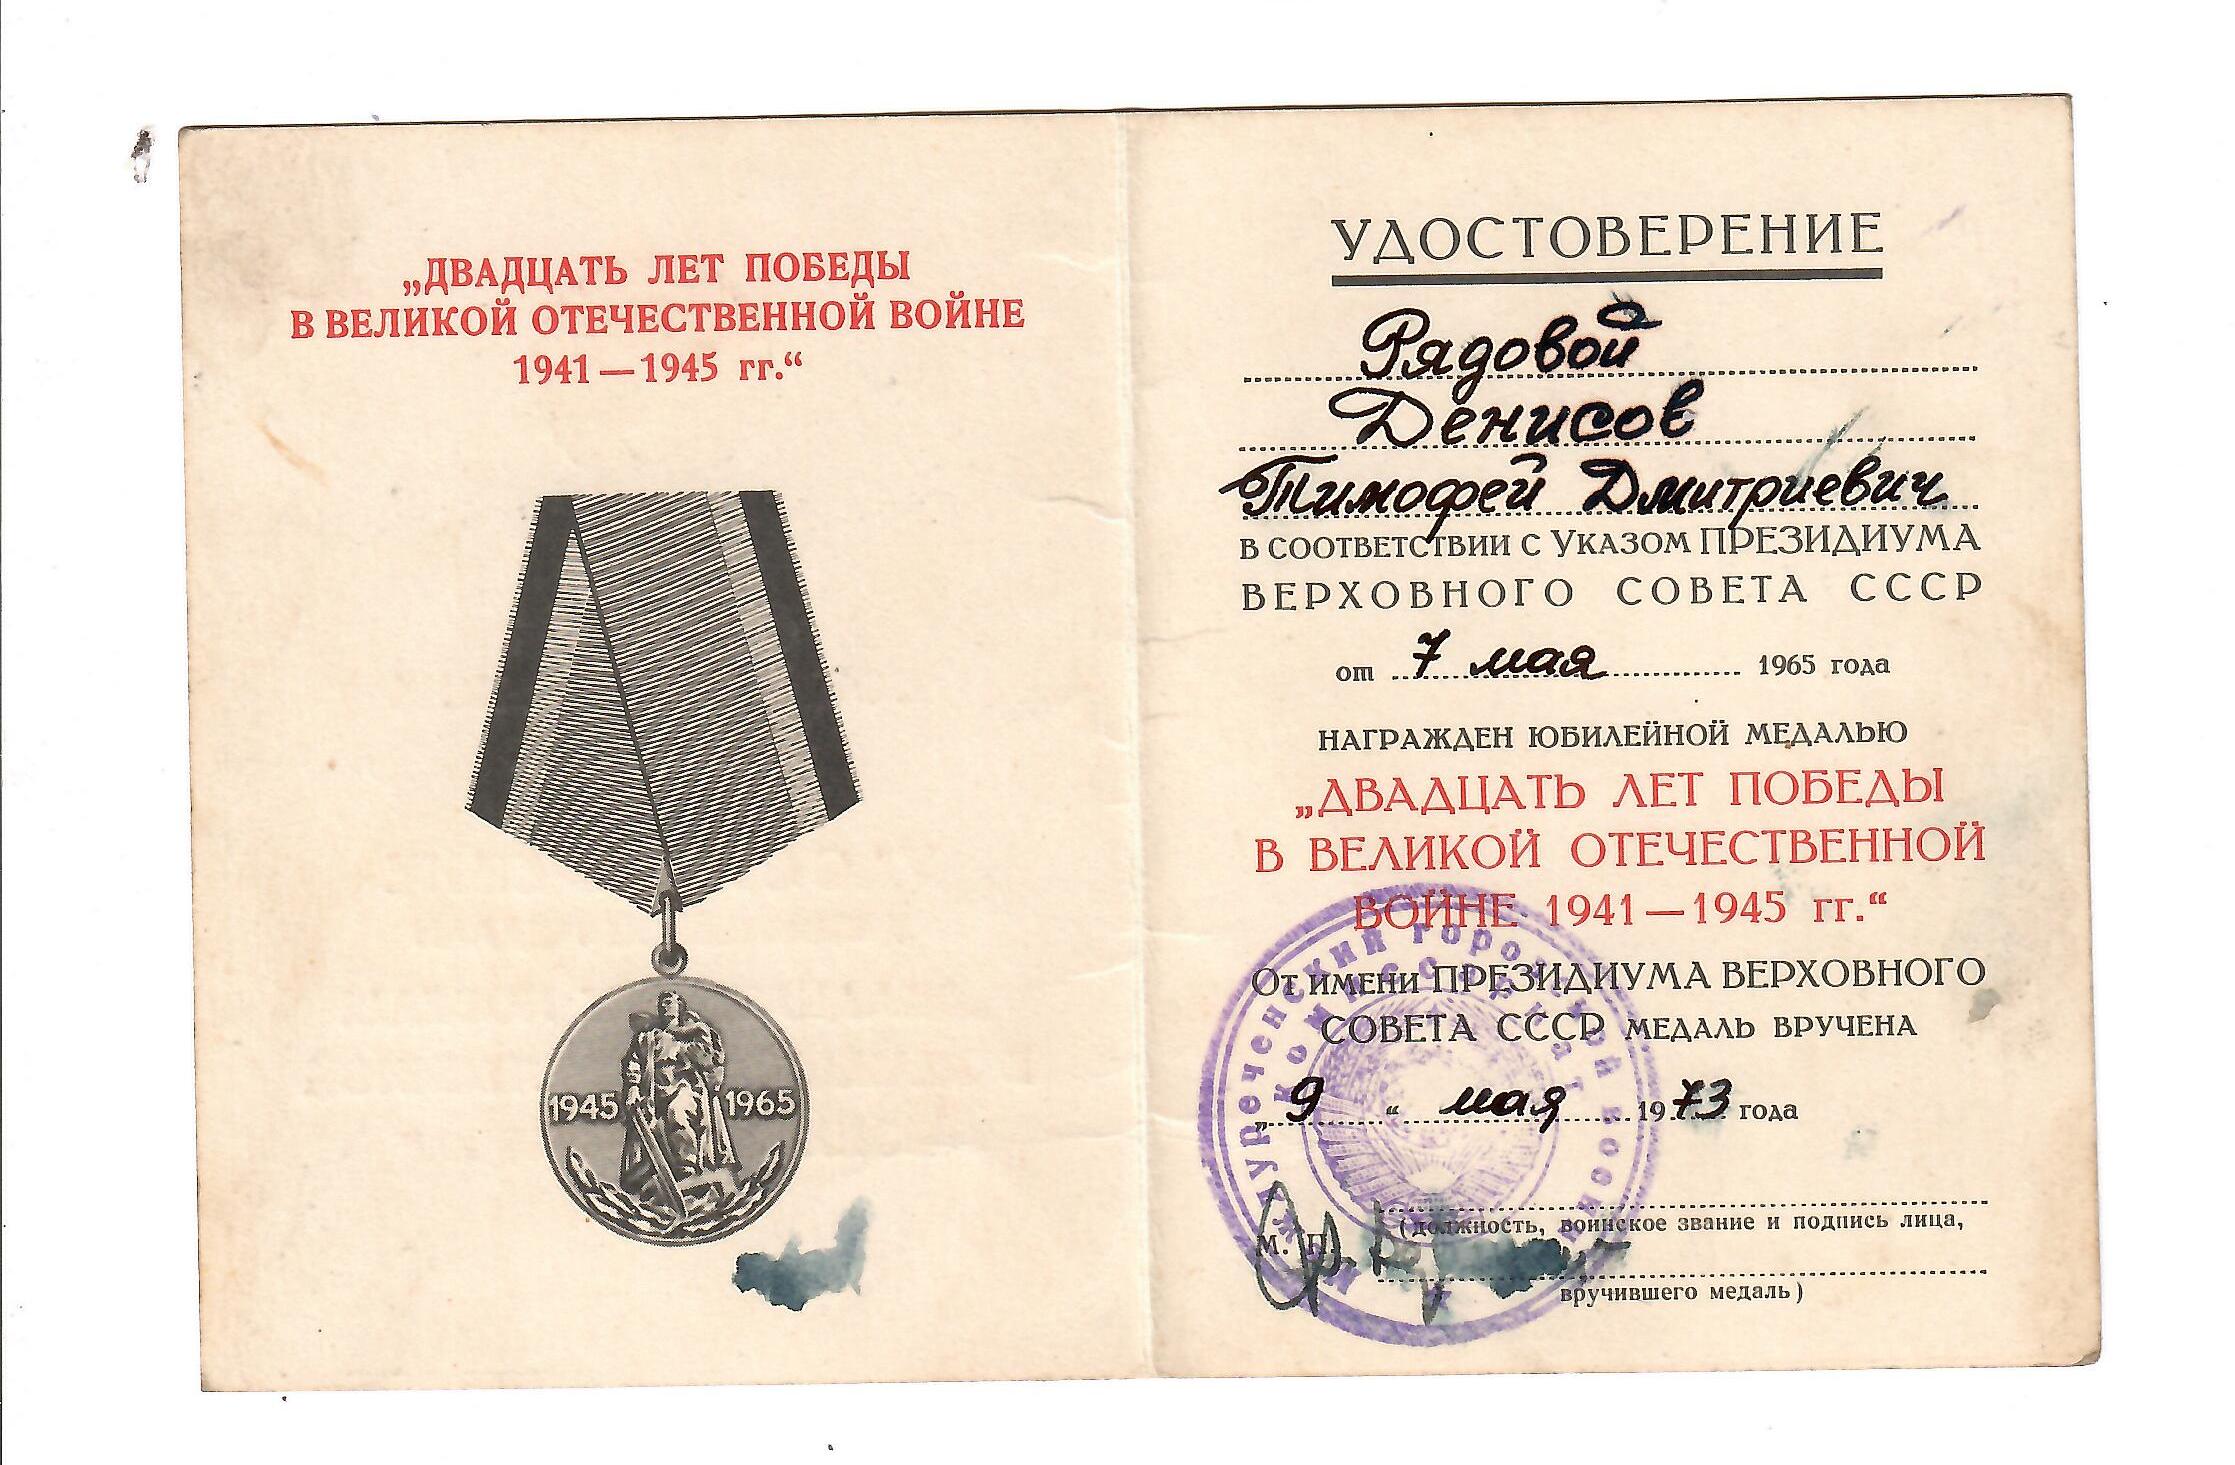 „ДВАДЦАТЬ ЛЕТ ПОБЕДЫ
В ВЕЛИКОЙ ОТЕЧЕСТВЕННОЙ ВОЙНЕ
1941—1945 гг.“
1945 1965
УДОСТОВЕРЕНИЕ
Рядовой
Денисов
Тимофей Дмитриевич
В СООТВЕТСТВИИ С УКАЗОМ ПРЕЗИДИУМА
ВЕРХОВНОГО СОВЕТА СССР
от 7 мая 1965 года
НАГРАЖДЕН ЮБИЛЕЙНОЙ МЕДАЛЬЮ
„ДВАДЦАТЬ ЛЕТ ПОБЕДЫ
В ВЕЛИКОЙ ОТЕЧЕСТВЕННОЙ
ВОЙНЕ 1941—1945 гг.“
ОТ ИМЕНИ ПРЕЗИДИУМА ВЕРХОВНОГО
СОВЕТА СССР МЕДАЛЬ ВРУЧЕНА
„9“ мая 1973 года
(должность, воинское звание и подпись лица,
М. П.
вручившего медаль)